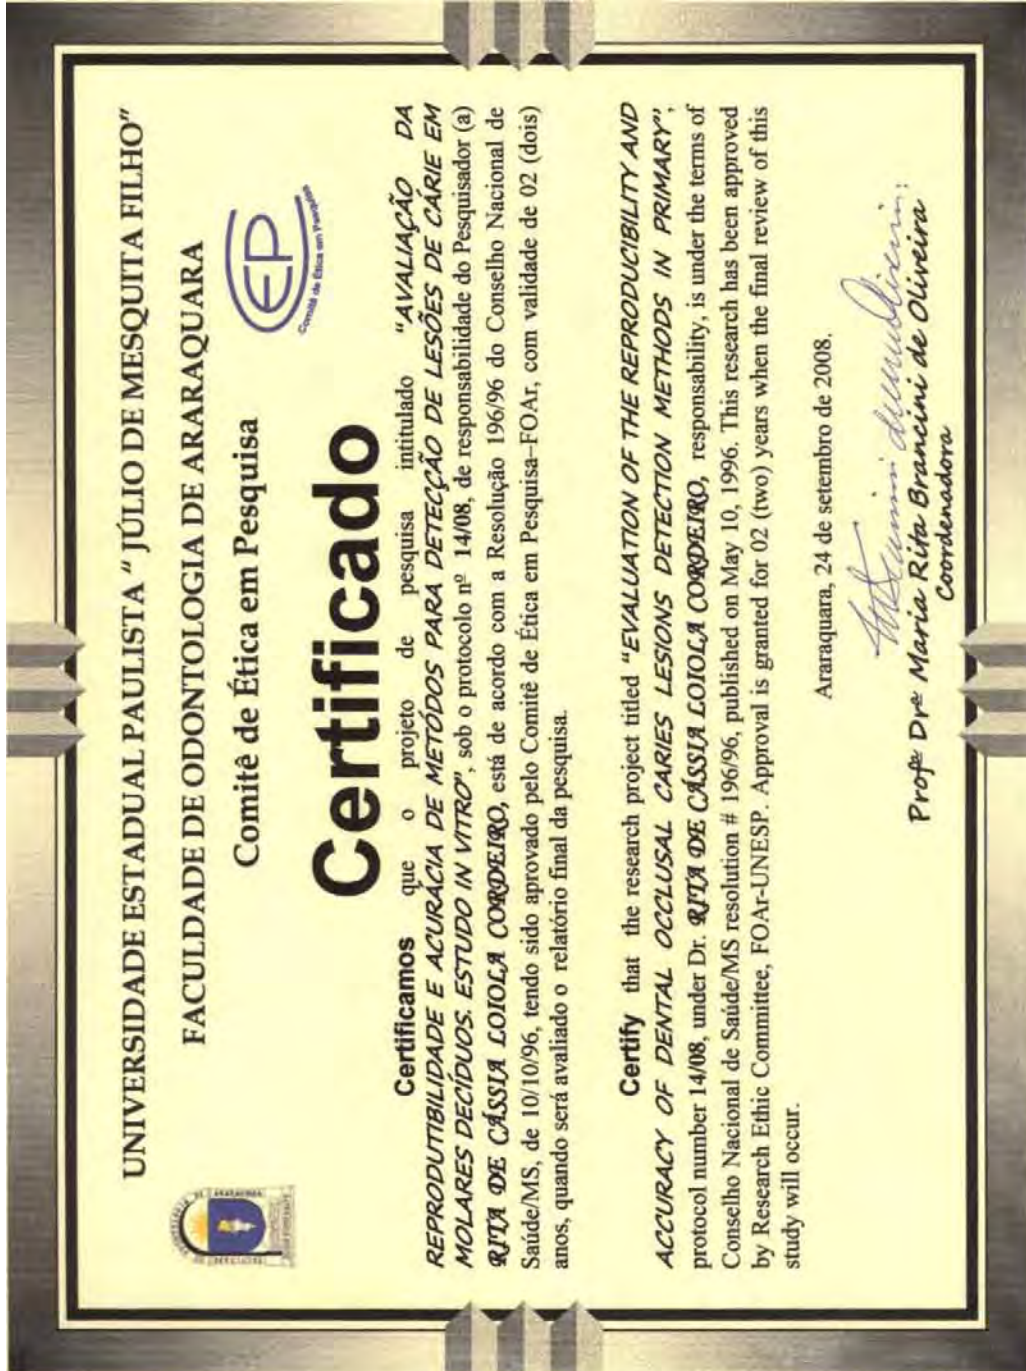 UNIVERSIDADE ESTADUAL PAULISTA "JÚLIO DE MESQUITA FILHO"
FACULDADE DE ODONTOLOGIA DE ARARAQUARA
Comitê de Ética em Pesquisa
CEP
Comitê de Ética em Pesquisa
Certificado
Certificamos que o projeto de pesquisa intitulado "AVALIAÇÃO DA
REPRODUTIBILIDADE E ACURÁCIA DE METÓDOS PARA DETECÇÃO DE LESÕES DE CÁRIE EM
MOLARES DECÍDUOS. ESTUDO IN VITRO", sob o protocolo nº 14/08, de responsabilidade do Pesquisador (a)
RITA DE CÁSSIA LOIOLA CORDEIRO, está de acordo com a Resolução 196/96 do Conselho Nacional de
Saúde/MS, de 10/10/96, tendo sido aprovado pelo Comitê de Ética em Pesquisa-FOAr, com validade de 02 (dois)
anos, quando será avaliado o relatório final da pesquisa.
Certify that the research project titled "EVALUATION OF THE REPRODUCIBILITY AND
ACCURACY OF DENTAL OCCLUSAL CARIES LESIONS DETECTION METHODS IN PRIMARY",
protocol number 14/08, under Dr. RITA DE CÁSSIA LOIOLA CORDEIRO, responsability, is under the terms of
Conselho Nacional de Saúde/MS resolution # 196/96, published on May 10, 1996. This research has been approved
by Research Ethic Committee, FOAr-UNESP. Approval is granted for 02 (two) years when the final review of this
study will occur.
Araraquara, 24 de setembro de 2008.
Profª Drª Maria Rita Brancini de Oliveira
Coordenadora